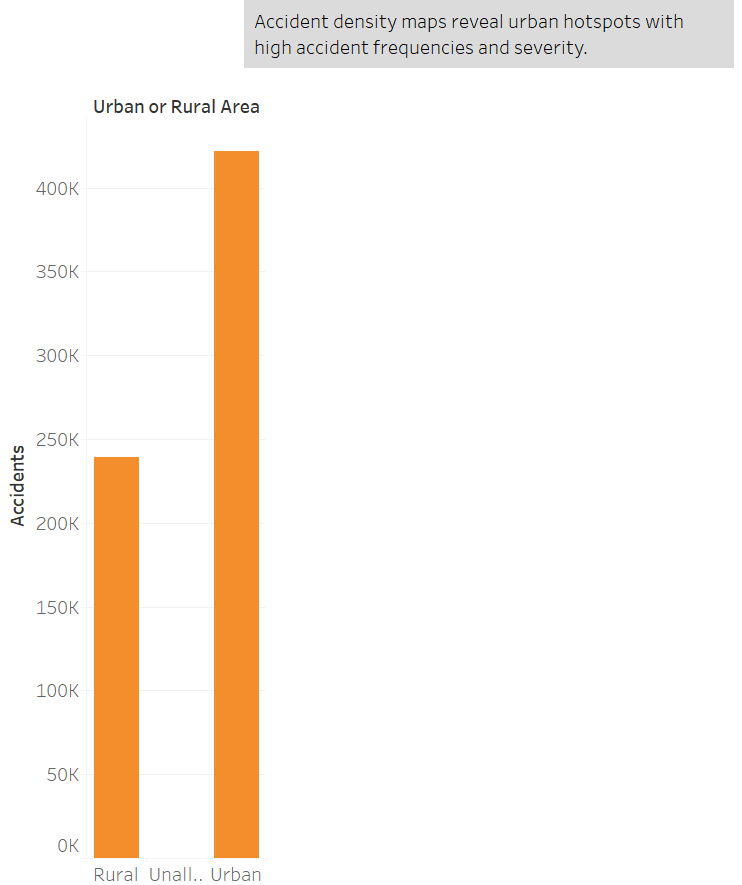 Accident density maps reveal urban hotspots with
high accident frequencies and severity.
Urban or Rural Area
400K
350K
300K
250K
200K
150K
100K
50K
0K
Accidents
Rural Unall.. Urban